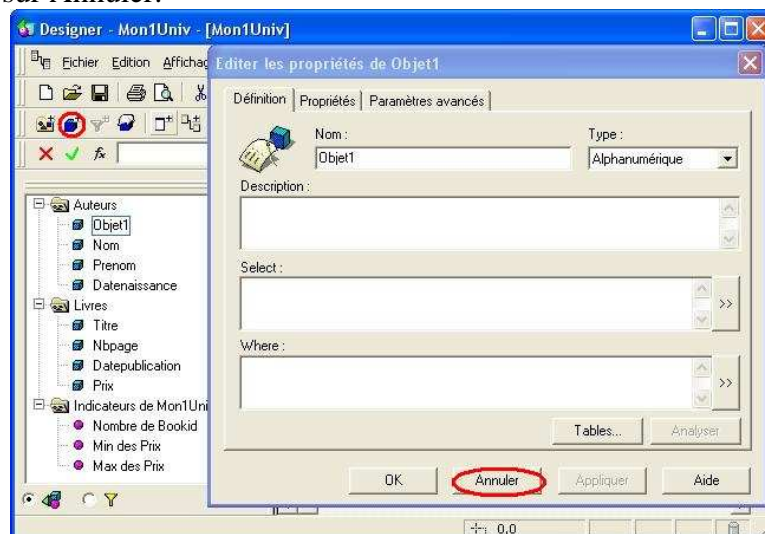 sur Annuler.
Designer - Mon1Univ - [Mon1Univ]
Fichier Edition Affichag
Editer les propriétés de Objet1
Définition Propriétés Paramètres avancés
Nom :
Type :
Objet1
Alphanumérique
Description :
Select :
>>
Where :
>>
Tables... Analyser
OK Annuler Appliquer Aide
Auteurs
Objet1
Nom
Prenom
Datenaissance
Livres
Titre
Nbpage
Datepublication
Prix
Indicateurs de Mon1Uni
Nombre de Bookid
Min des Prix
Max des Prix
0,0